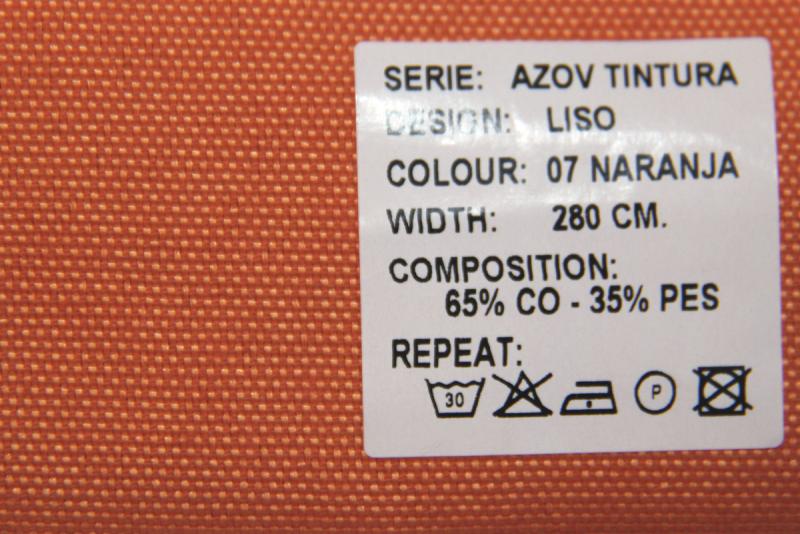 SERIE: AZOV TINTURA
DESIGN: LISO
COLOUR: 07 NARANJA
WIDTH: 280 CM.
COMPOSITION:
65% CO - 35% PES
REPEAT:
30 P